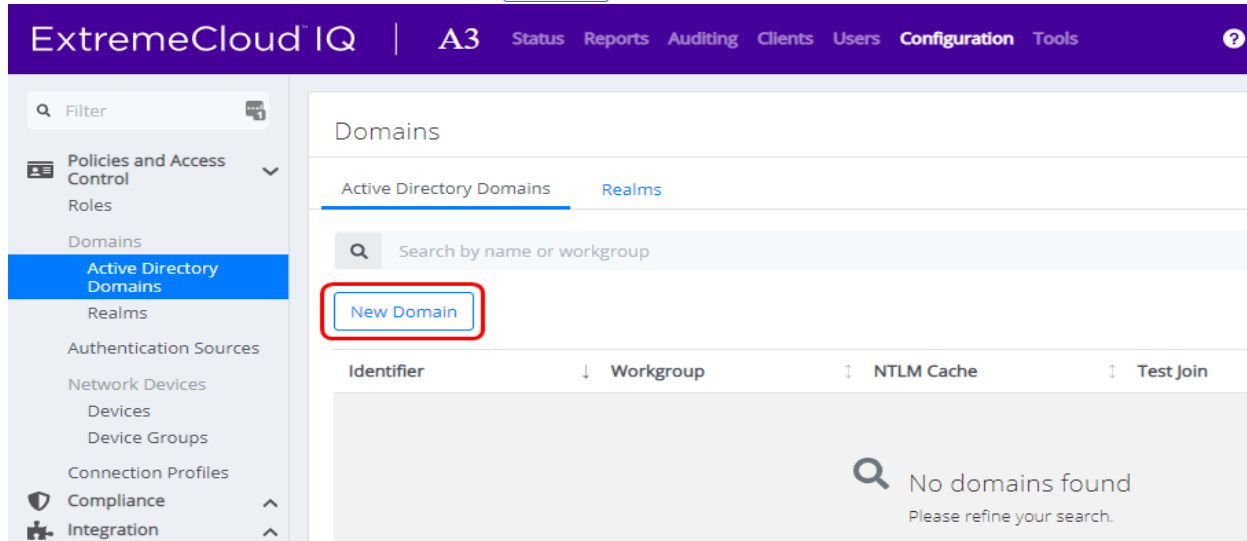 ExtremeCloud™ IQ | A3 Status Reports Auditing Clients Users Configuration Tools ?
Filter
Policies and Access
Control
Roles
Domains
Active Directory
Domains
Realms
Authentication Sources
Network Devices
Devices
Device Groups
Connection Profiles
Compliance
Integration
Domains
Active Directory Domains Realms
Search by name or workgroup
New Domain
Identifier ↓ Workgroup ↕ NTLM Cache ↕ Test Join
No domains found
Please refine your search.